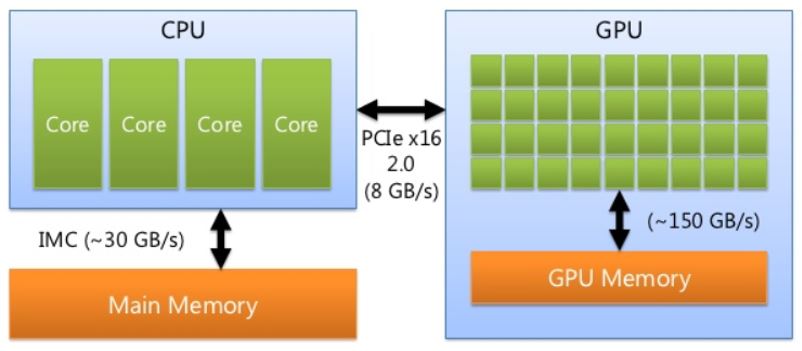 CPU
Core Core Core Core
IMC (~30 GB/s)
Main Memory
PCIe x16
2.0
(8 GB/s)
GPU
(~150 GB/s)
GPU Memory